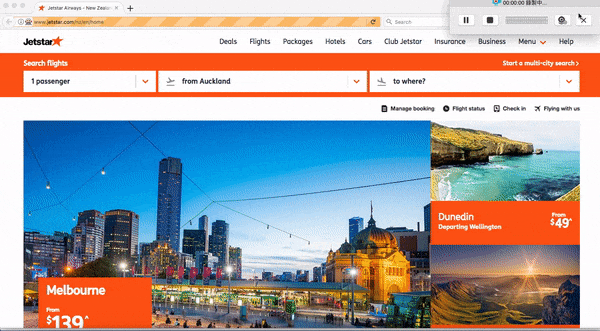 Jetstar Airways - New Zeala
www.jetstar.com/nz/en/home
Search
00:00:00 錄製中...
Jetstar
Deals Flights Packages Hotels Cars Club Jetstar Insurance Business Menu Help
Search flights
Start a multi-city search
1 passenger
from Auckland
to where?
Manage booking
Flight status
Check in
Flying with us
Dunedin
Departing Wellington
From
$49^
Melbourne
From
$139^